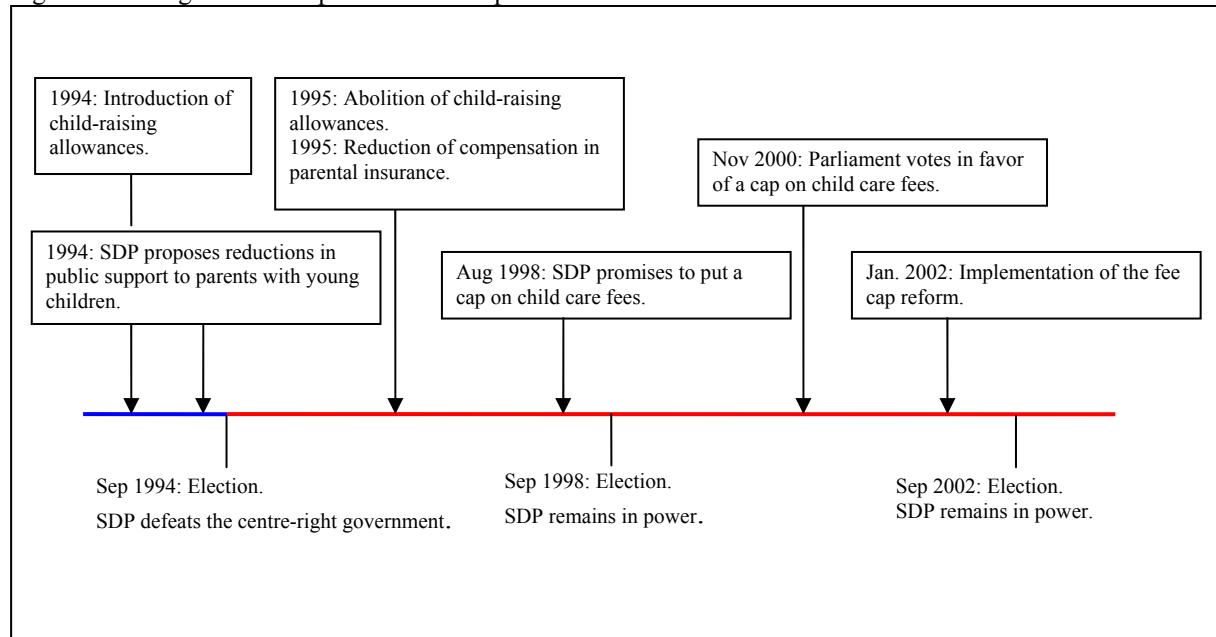 1994: Introduction of
child-raising
allowances.
1995: Abolition of child-raising
allowances.
1995: Reduction of compensation in
parental insurance.
Nov 2000: Parliament votes in favor
of a cap on child care fees.
1994: SDP proposes reductions in
public support to parents with young
children.
Aug 1998: SDP promises to put a
cap on child care fees.
Jan. 2002: Implementation of the fee
cap reform.
Sep 1994: Election.
SDP defeats the centre-right government.
Sep 1998: Election.
SDP remains in power.
Sep 2002: Election.
SDP remains in power.